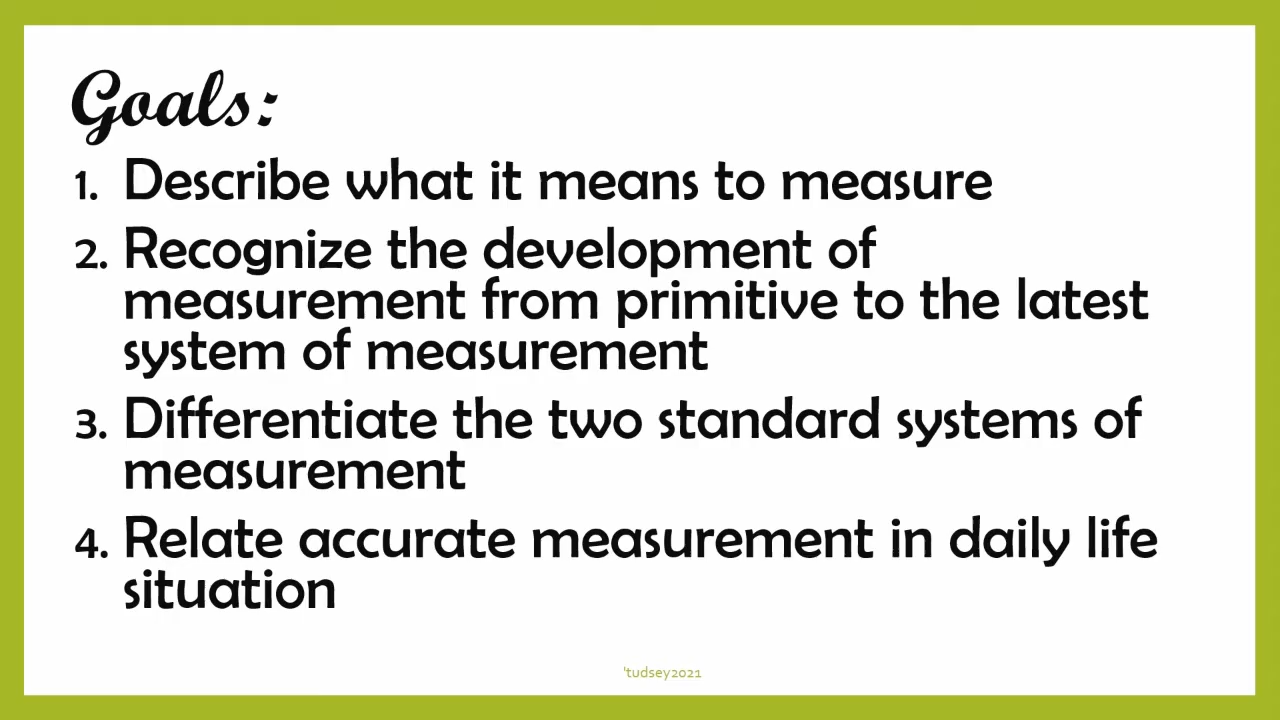 Goals:
1. Describe what it means to measure
2. Recognize the development of
measurement from primitive to the latest
system of measurement
3. Differentiate the two standard systems of
measurement
4. Relate accurate measurement in daily life
situation
'tudsey2021